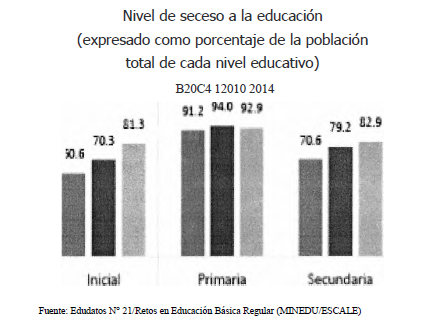 Nivel de seceso a la educación
(expresado como porcentaje de la población
total de cada nivel educativo)
B20C4 12010 2014
60.6 70.3 81.3
91.2 94.0 92.9
70.6 79.2 82.9
Inicial Primaria Secundaria
Fuente: Edudatos N° 21/Retos en Educación Básica Regular (MINEDU/ESCALE)